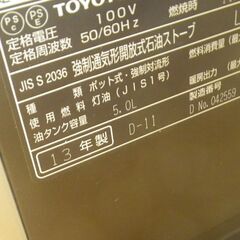 PS PS TOYO
定格電圧 100V 燃焼時
定格周波数 50/60Hz
JIS S 2036 強制通気形開放式石油ストーブ
種類 ポット式・強制対流形 燃料消費量（最
使用燃料 灯油（JIS1号） 暖房出力（最
油タンク容量 5.0L 製造番号
13年製 D-11 D No.042559